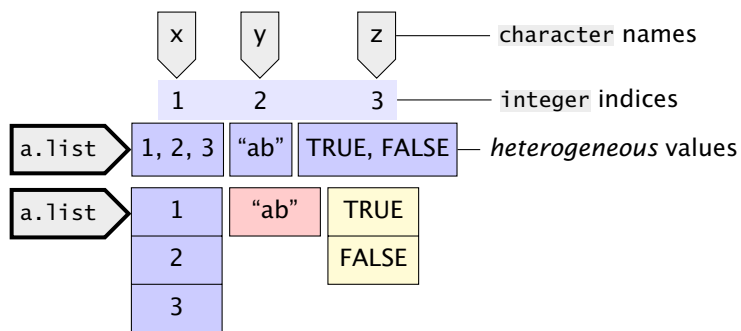 x y z character names
1 2 3 integer indices
a.list 1, 2, 3 “ab” TRUE, FALSE heterogeneous values
a.list 1 “ab” TRUE
2 FALSE
3